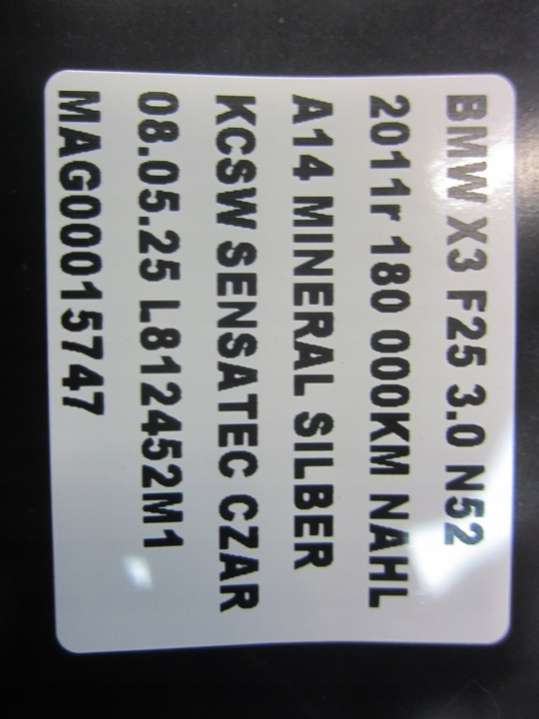 BMW X3 F25 3.0 N52
2011r 180 000KM NAHL
A14 MINERAL SILBER
KCSW SENSATEC CZAR
08.05.25 L812452M1
MAG00015747